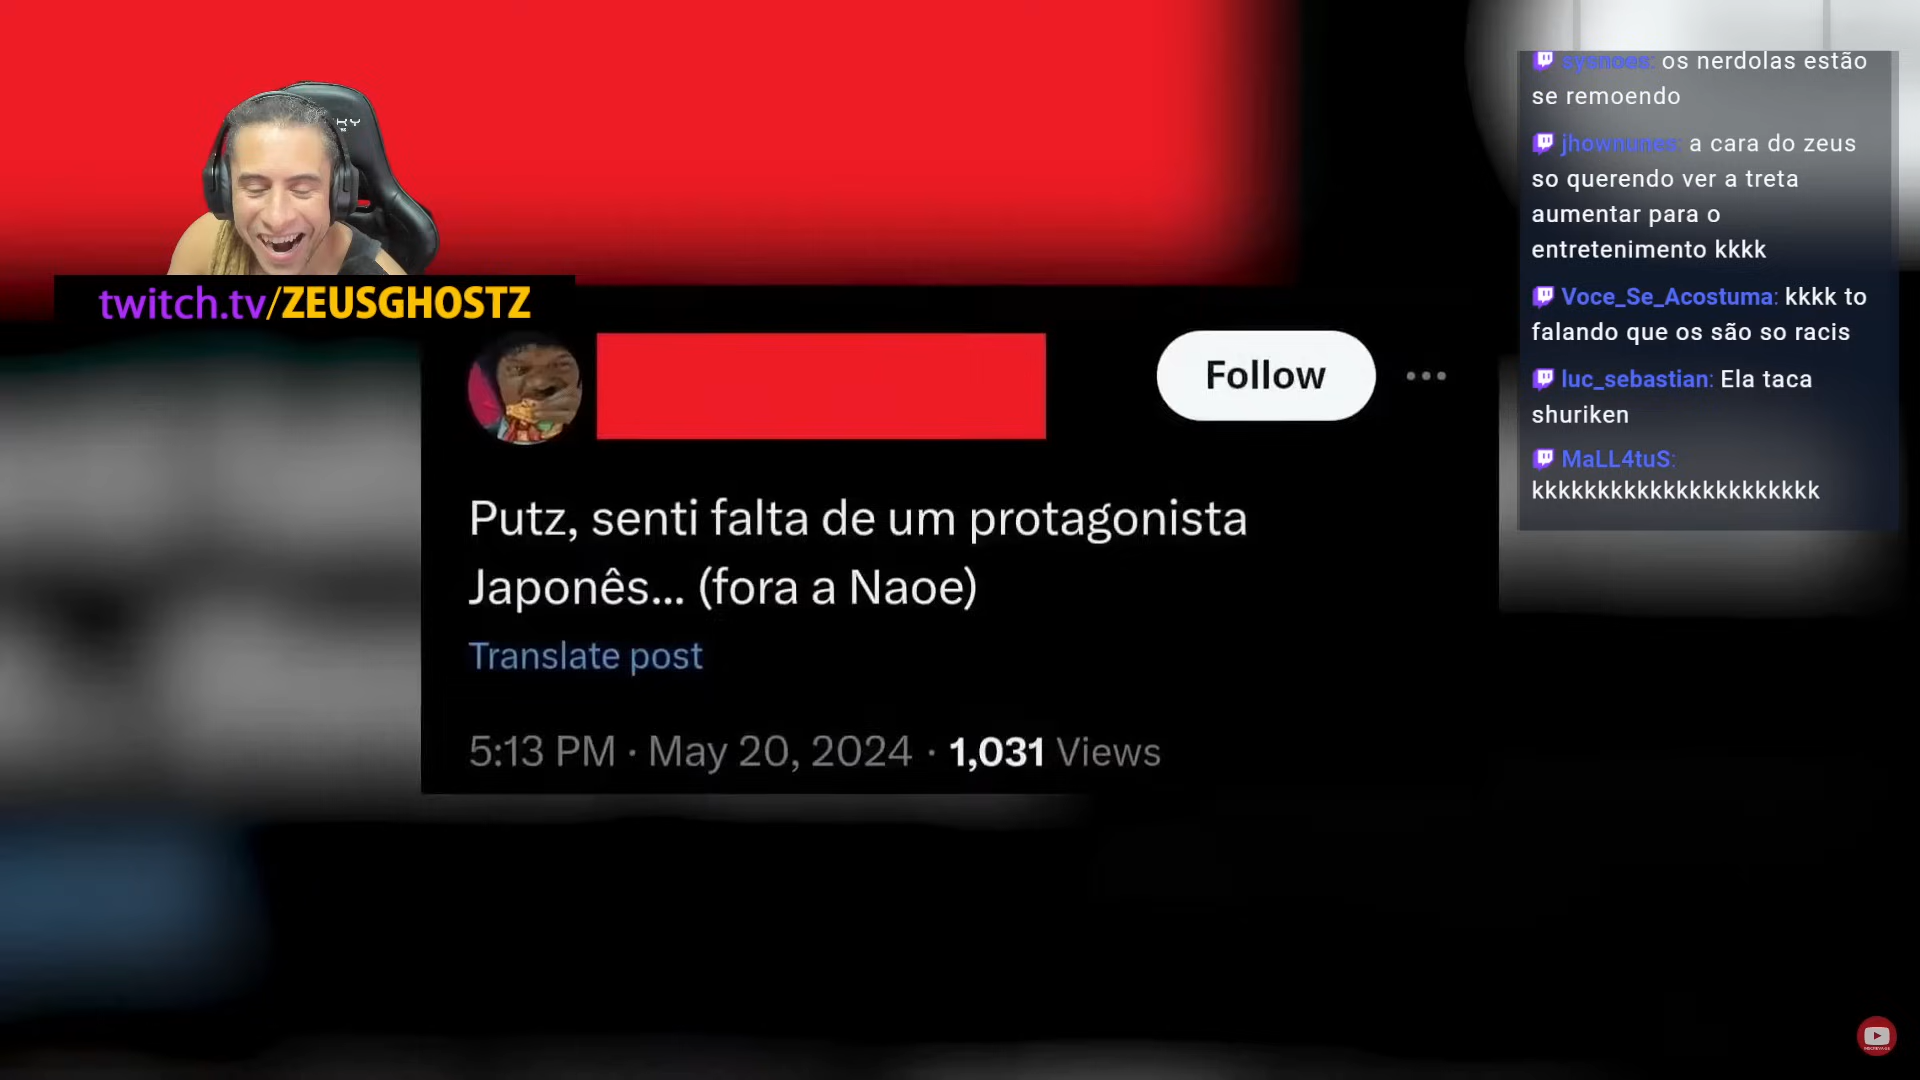 twitch.tv/ZEUSGHOSTZ
Follow
Putz, senti falta de um protagonista
Japonês... (fora a Naoe)
Translate post
5:13 PM · May 20, 2024 · 1,031 Views
sysnoes: os nerdolas estão
se remoendo
jhownunes: a cara do zeus
so querendo ver a treta
aumentar para o
entretenimento kkkk
Voce_Se_Acostuma: kkkk to
falando que os são so racis
luc_sebastian: Ela taca
shuriken
MaLL4tuS:
kkkkkkkkkkkkkkkkkkkkkk